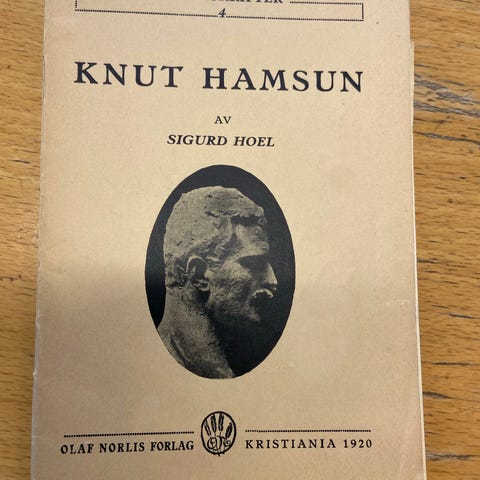 4
KNUT HAMSUN
AV
SIGURD HOEL
OLAF NORLIS FORLAG KRISTIANIA 1920